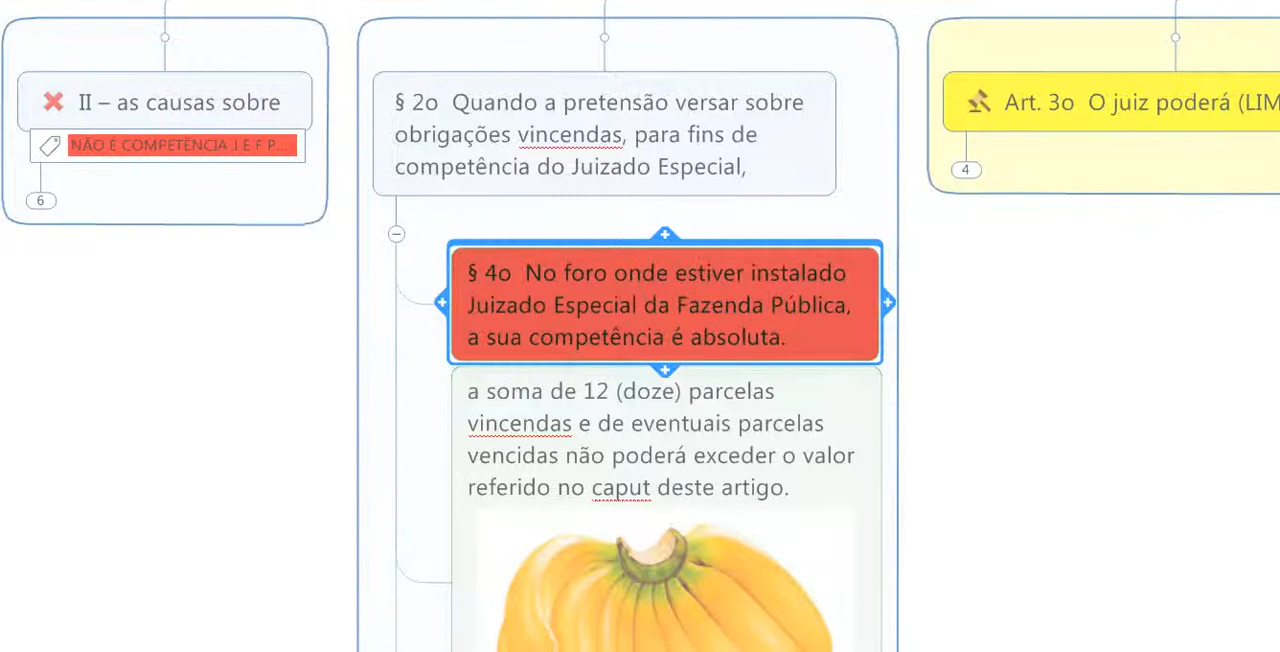 II – as causas sobre
NÃO É COMPETÊNCIA J E F P...
6
§ 2o Quando a pretensão versar sobre
obrigações vincendas, para fins de
competência do Juizado Especial,
§ 4o No foro onde estiver instalado
Juizado Especial da Fazenda Pública,
a sua competência é absoluta.
a soma de 12 (doze) parcelas
vincendas e de eventuais parcelas
vencidas não poderá exceder o valor
referido no caput deste artigo.
Art. 3o O juiz poderá (LIM
4